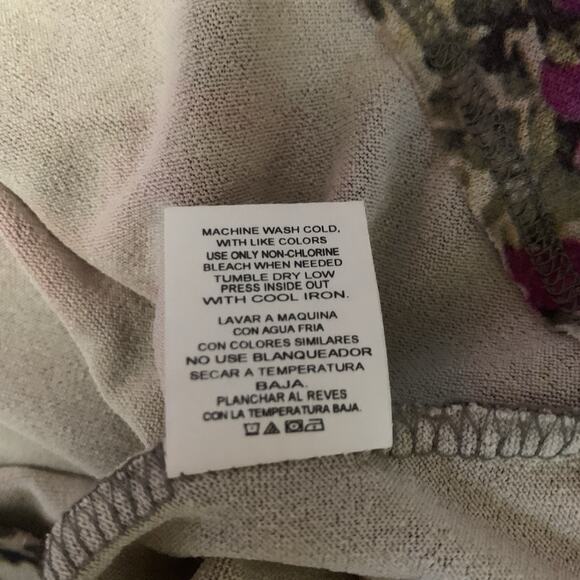 MACHINE WASH COLD,
WITH LIKE COLORS
USE ONLY NON-CHLORINE
BLEACH WHEN NEEDED
TUMBLE DRY LOW
PRESS INSIDE OUT
WITH COOL IRON.
LAVAR A MAQUINA
CON AGUA FRIA
CON COLORES SIMILARES
NO USE BLANQUEADOR
SECAR A TEMPERATURA
BAJA.
PLANCHAR AL REVES
CON LA TEMPERATURA BAJA.